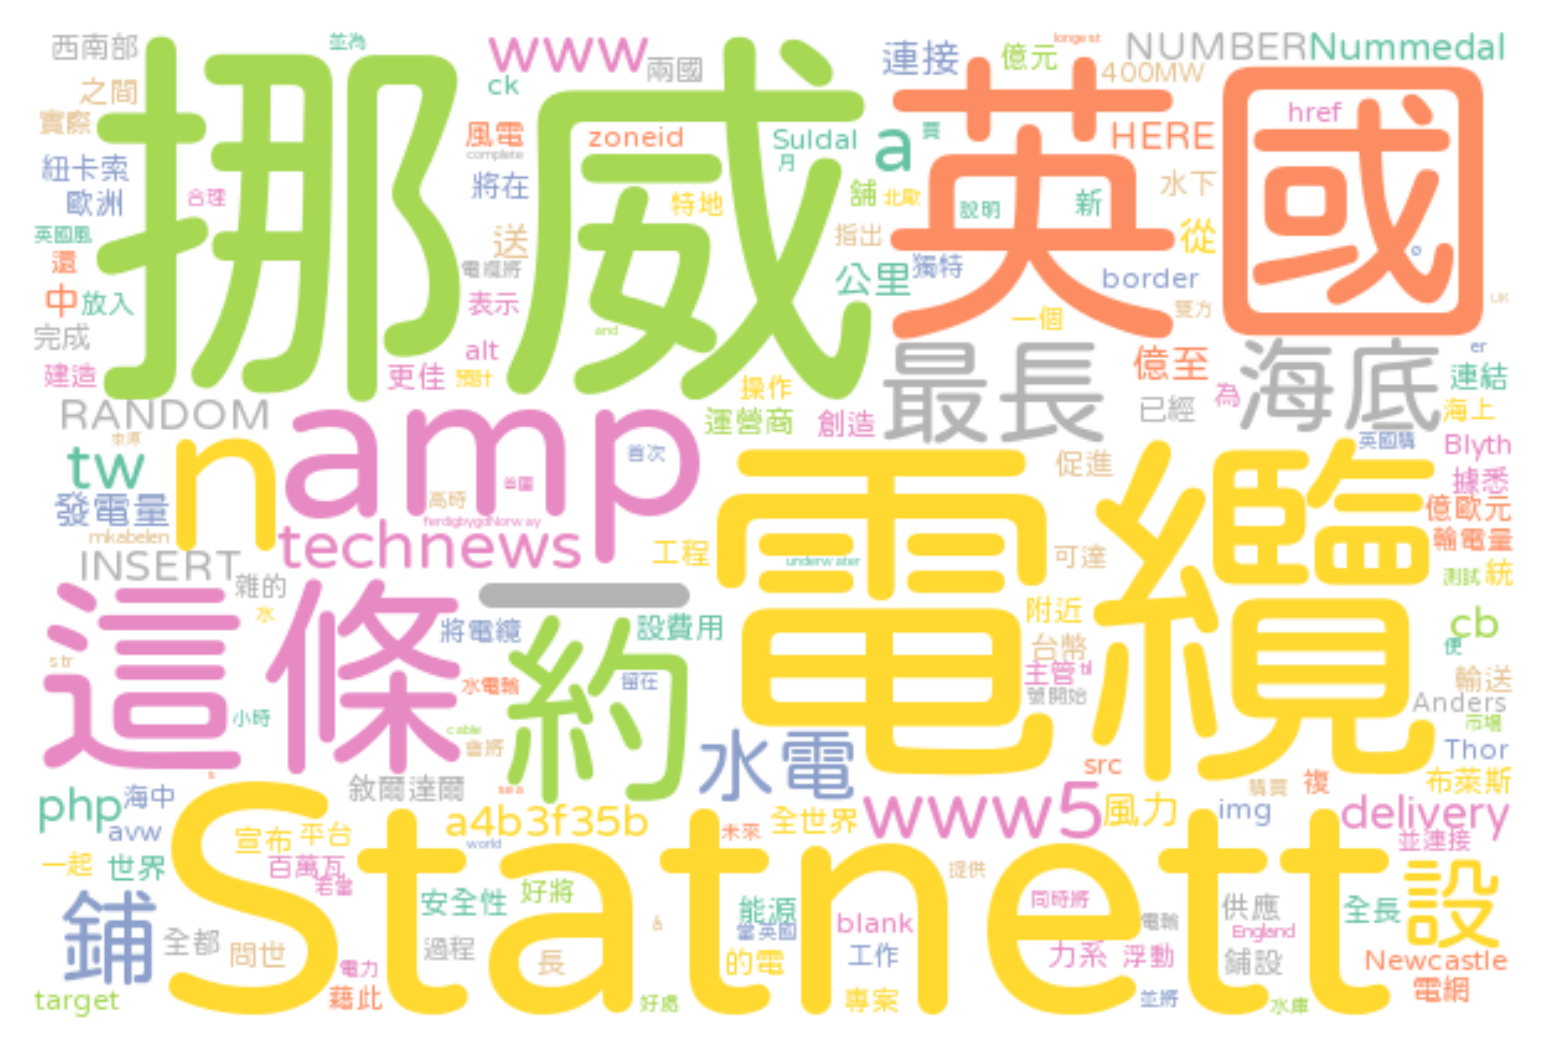 西南部
並為
www
兩國
連接
億元
longest
NUMBER
Nummedal
之間
ck
400MW
實際
挪威
風電
complete
zoneid
Suldal
月
a
買
英國
HERE
href
紐卡索
歐洲
合理
將在
特地
舖
北歐
說明
新
水下
英國風
還
送
電纜將
指出
獨特
從
中
放入
表示
公里
border
雙方
UK
完成
and
一個
建造
alt
更佳
預計
操作
最長
億至
海底
er
連結
RANDOM
運營商
創造
已經
為
海上
tw
n
amp
首次
促進
英國購
Blyth
據悉
發電量
高時
電纜
億歐元
mkabelen
technews
工程
underwater
可達
輸電量
INSERT
雜的
一
測試
統
水
這條
將電纜
約
設費用
附近
台幣
cb
便
str
水電輸
留在
主管
til
號開始
輸送
小時
cable
會將
水電
Anders
市場
Thor
敘爾達爾
sea
src
購買
複
布萊斯
php
海中
avw
Statnett
a4b3f35b
world
未來
全世界
www5
風力
img
delivery
並連接
宣布
平台
一起
世界
百萬瓦
若當
提供
設
鋪
安全性
好將
能源
當英國
blank
同時將
電輸
供應
England
全長
全都
問世
過程
長
的電
工作
力系
浮動
鋪設
Newcastle
電力
target
藉此
好處
專案
並將
水庫
電網